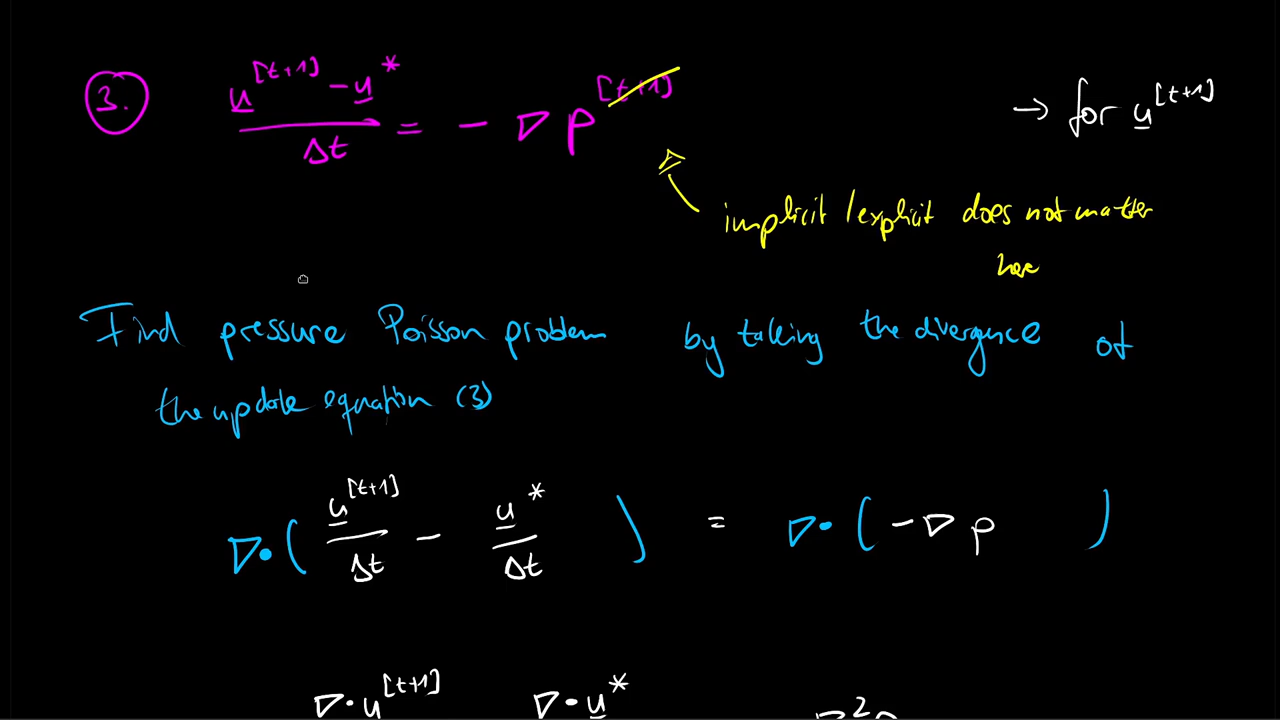 3. (u^[t+1] - u^*) / Δt = - ∇ p^[t+1] → for u^[t+1]
implicit / explicit does not matter
here
Find pressure Poisson problem by taking the divergence of
the update equation (3)
∇· ( u^[t+1] / Δt - u^* / Δt ) = ∇· ( - ∇ p )
∇· u^[t+1] ∇· u^* ∇² p